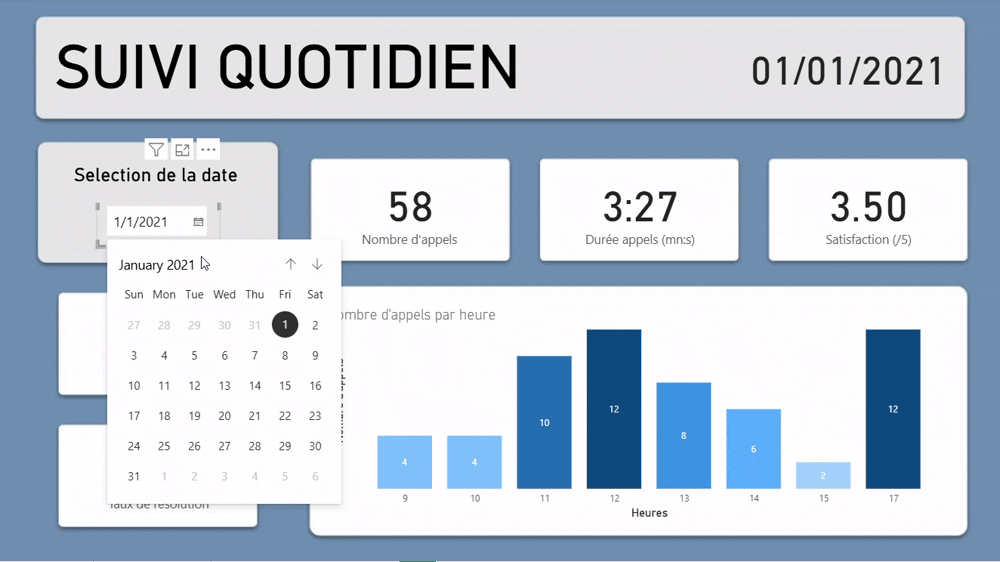 SUIVI QUOTIDIEN
01/01/2021
Selection de la date
1/1/2021
58
Nombre d'appels
3:27
Durée appels (mn:s)
3.50
Satisfaction (/5)
January 2021
Sun Mon Tue Wed Thu Fri Sat
27 28 29 30 31 1 2
3 4 5 6 7 8 9
10 11 12 13 14 15 16
17 18 19 20 21 22 23
24 25 26 27 28 29 30
31 1 2 3 4 5 6
ombre d'appels par heure
4 4 10 12 8 6 2 12
9 10 11 12 13 14 15 17
Heures